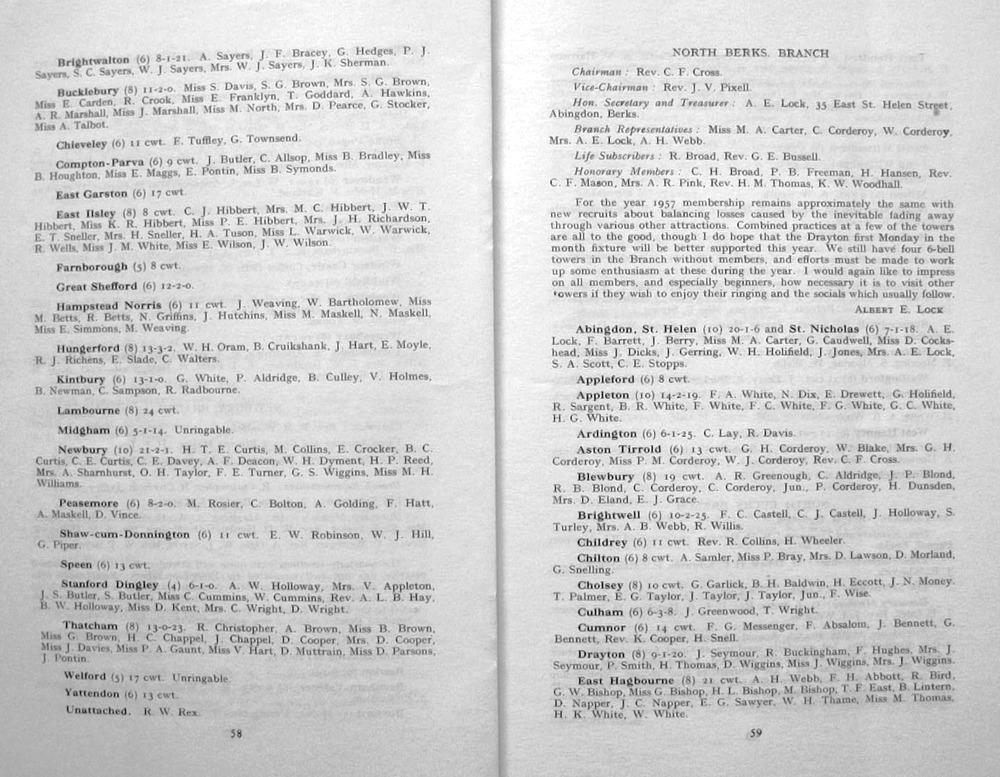 Brightwalton (6) 8-1-21. A. Sayers, J. F. Bracey, G. Hedges, P. J.
Sayers, S. C. Sayers, W. J. Sayers, Mrs. W. J. Sayers, J. K. Sherman.
Bucklebury (8) 11-2-0. Miss S. Davis, S. G. Brown, Mrs. S. G. Brown,
Miss E. Carden, R. Crook, Miss E. Franklyn, T. Goddard, A. Hawkins,
A. R. Marshall, Miss J. Marshall, Miss M. North, Mrs. D. Pearce, G. Stocker,
Miss A. Talbot.
Chieveley (6) 11 cwt. F. Tuffley, G. Townsend.
Compton-Parva (6) 9 cwt. J. Butler, C. Allsop, Miss B. Bradley, Miss
B. Houghton, Miss E. Maggs, E. Pontin, Miss B. Symonds.
East Garston (6) 17 cwt.
East Ilsley (8) 8 cwt. C. J. Hibbert, Mrs. M. C. Hibbert, J. W. T.
Hibbert, Miss K. R. Hibbert, Miss P. E. Hibbert, Mrs. J. H. Richardson,
E. T. Sneller, Mrs. H. Sneller, H. A. Tuson, Miss L. Warwick, W. Warwick,
R. Wells, Miss J. M. White, Miss E. Wilson, J. W. Wilson.
Farnborough (5) 8 cwt.
Great Shefford (6) 12-2-0.
Hampstead Norris (6) 11 cwt. J. Weaving, W. Bartholomew, Miss
M. Betts, R. Betts, N. Griffins, J. Hutchins, Miss M. Maskell, N. Maskell,
Miss E. Simmons, M. Weaving.
Hungerford (8) 13-3-2. W. H. Oram, B. Cruikshank, J. Hart, E. Moyle,
R. J. Richens, E. Slade, C. Walters.
Kintbury (6) 13-1-0. G. White, P. Aldridge, B. Culley, V. Holmes,
B. Newman, C. Sampson, R. Radbourne.
Lambourne (8) 24 cwt.
Midgham (6) 5-1-14. Unringable.
Newbury (10) 21-2-1. H. T. E. Curtis, M. Collins, E. Crocker, B. C.
Curtis, C. E. Curtis, C. E. Davey, A. F. Deacon, W. H. Dyment, H. P. Reed,
Mrs. A. Sharnhurst, O. H. Taylor, F. E. Turner, G. S. Wiggins, Miss M. H.
Williams.
Peasemore (6) 8-2-0. M. Rosier, C. Bolton, A. Golding, F. Hatt,
A. Maskell, D. Vince.
Shaw-cum-Donnington (6) 11 cwt. E. W. Robinson, W. J. Hill,
G. Piper.
Speen (6) 13 cwt.
Stanford Dingley (4) 6-1-0. A. W. Holloway, Mrs. V. Appleton,
J. S. Butler, S. Butler, Miss C. Cummins, W. Cummins, Rev. A. L. B. Hay,
B. W. Holloway, Miss D. Kent, Mrs. C. Wright, D. Wright.
Thatcham (8) 13-0-23. R. Christopher, A. Brown, Miss B. Brown,
Miss G. Brown, H. C. Chappel, J. Chappel, D. Cooper, Mrs. D. Cooper,
Miss J. Davies, Miss P. A. Gaunt, Miss V. Hart, D. Muttrain, Miss D. Parsons,
J. Pontin.
Welford (5) 17 cwt. Unringable.
Yattendon (6) 13 cwt.
Unattached. R. W. Rex.
58
NORTH BERKS. BRANCH
Chairman : Rev. C. F. Cross.
Vice-Chairman : Rev. J. V. Pixell.
Hon. Secretary and Treasurer : A. E. Lock, 35 East St. Helen Street,
Abingdon, Berks.
Branch Representatives : Miss M. A. Carter, C. Corderoy, W. Corderoy,
Mrs. A. E. Lock, A. H. Webb.
Life Subscribers : R. Broad, Rev. G. E. Bussell.
Honorary Members : C. H. Broad, P. B. Freeman, H. Hansen, Rev.
C. F. Mason, Mrs. A. R. Pink, Rev. H. M. Thomas, K. W. Woodhall.
For the year 1957 membership remains approximately the same with
new recruits about balancing losses caused by the inevitable fading away
through various other attractions. Combined practices at a few of the towers
are all to the good, though I do hope that the Drayton first Monday in the
month fixture will be better supported this year. We still have four 6-bell
towers in the Branch without members, and efforts must be made to work
up some enthusiasm at these during the year. I would again like to impress
on all members, and especially beginners, how necessary it is to visit other
towers if they wish to enjoy their ringing and the socials which usually follow.
ALBERT E. LOCK
Abingdon, St. Helen (10) 20-1-6 and St. Nicholas (6) 7-1-18. A. E.
Lock, F. Barrett, J. Berry, Miss M. A. Carter, G. Caudwell, Miss D. Cocks-
head, Miss J. Dicks, J. Gerring, W. H. Holifield, J. Jones, Mrs. A. E. Lock,
S. A. Scott, C. E. Stopps.
Appleford (6) 8 cwt.
Appleton (10) 14-2-19. F. A. White, N. Dix, E. Drewett, G. Holifield,
R. Sargent, B. R. White, F. White, F. C. White, F. G. White, G. C. White,
H. G. White.
Ardington (6) 6-1-25. C. Lay, R. Davis.
Aston Tirrold (6) 13 cwt. G. H. Corderoy, W. Blake, Mrs. G. H.
Corderoy, Miss P. M. Corderoy, W. J. Corderoy, Rev. C. F. Cross.
Blewbury (8) 19 cwt. A. R. Greenough, C. Aldridge, J. P. Blond,
R. B. Blond, C. Corderoy, C. Corderoy, Jun., P. Corderoy, H. Dunsden,
Mrs. D. Eland, E. J. Grace.
Brightwell (6) 10-2-25. F. C. Castell, C. J. Castell, J. Holloway, S.
Turley, Mrs. A. B. Webb, R. Willis.
Childrey (6) 11 cwt. Rev. R. Collins, H. Wheeler.
Chilton (6) 8 cwt. A. Samler, Miss P. Bray, Mrs. D. Lawson, D. Morland,
G. Snelling.
Cholsey (8) 10 cwt. G. Garlick, B. H. Baldwin, H. Eccott, J. N. Money.
T. Palmer, E. G. Taylor, J. Taylor, J. Taylor, Jun., F. Wise.
Culham (6) 6-3-8. J. Greenwood, T. Wright.
Cumnor (6) 14 cwt. F. G. Messenger, F. Absalom, J. Bennett, G.
Bennett, Rev. K. Cooper, H. Snell.
Drayton (8) 9-1-20. J. Seymour, R. Buckingham, F. Hughes, Mrs. J.
Seymour, P. Smith, H. Thomas, D. Wiggins, Miss J. Wiggins, Mrs. J. Wiggins.
East Hagbourne (8) 21 cwt. A. H. Webb, F. H. Abbott, R. Bird,
G. W. Bishop, Miss G. Bishop, H. L. Bishop, M. Bishop, T. F. East, B. Lintern,
D. Napper, J. C. Napper, E. G. Sawyer, W. H. Thame, Miss M. Thomas,
H. K. White, W. White.
59